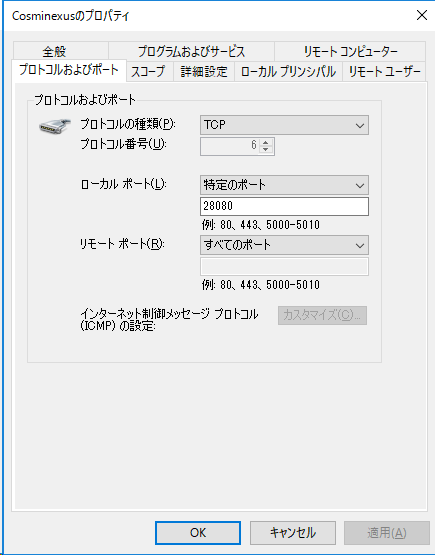 Cosminexusのプロパティ
全般
プログラムおよびサービス
リモート コンピューター
プロトコルおよびポート
スコープ
詳細設定
ローカル プリンシパル
リモート ユーザー
プロトコルおよびポート
プロトコルの種類(P):
TCP
プロトコル番号(U):
6
ローカル ポート(L):
特定のポート
28080
例: 80、443、5000-5010
リモート ポート(R):
すべてのポート
例: 80、443、5000-5010
インターネット制御メッセージ プロトコル
(ICMP) の設定:
カスタマイズ(C)...
OK
キャンセル
適用(A)